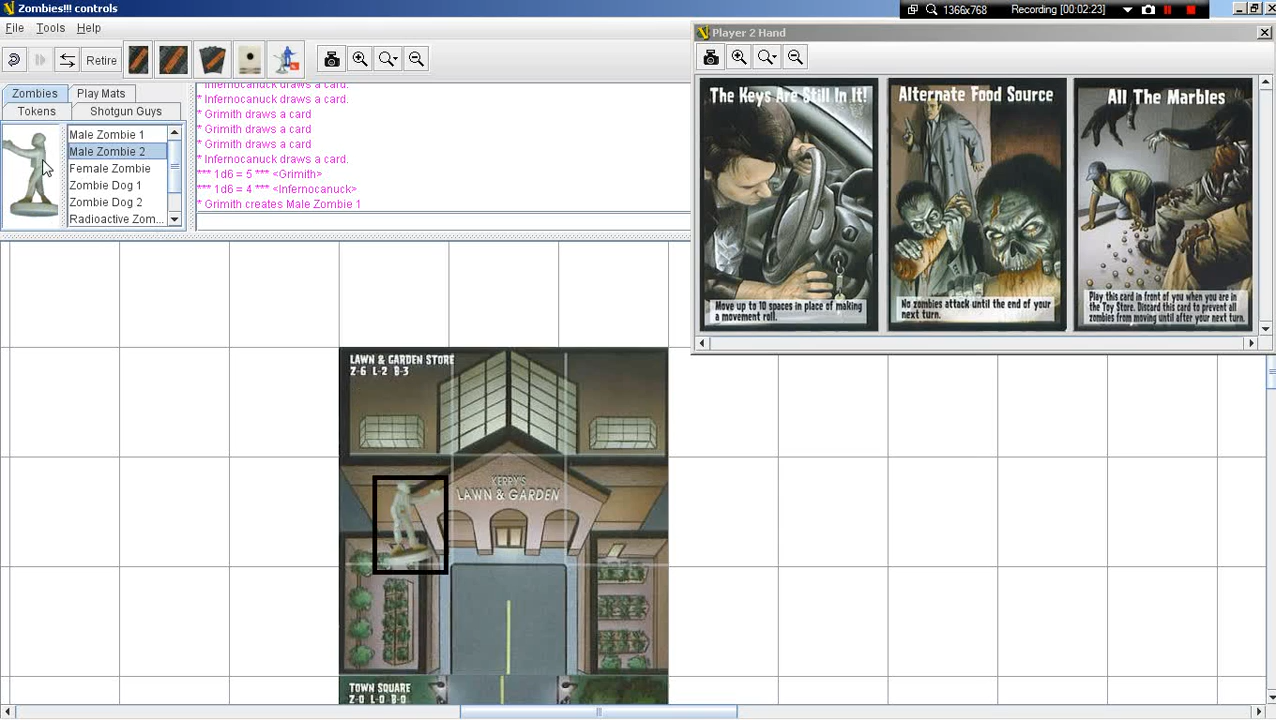 Zombies!!! controls
1366x768
Recording [00:02:23]
File Tools Help
Retire
Zombies
Play Mats
Tokens
Shotgun Guys
Male Zombie 1
Male Zombie 2
Female Zombie
Zombie Dog 1
Zombie Dog 2
Radioactive Zom...
* Infernocanuck draws a card.
* Infernocanuck draws a card.
* Grimith draws a card
* Grimith draws a card
* Grimith draws a card
* Infernocanuck draws a card.
*** 1d6 = 5 *** <Grimith>
*** 1d6 = 4 *** <Infernocanuck>
* Grimith creates Male Zombie 1
Player 2 Hand
The Keys Are Still In It!
Move up to 10 spaces in place of making
a movement roll.
Alternate Food Source
No zombies attack until the end of your
next turn.
All The Marbles
Play this card in front of you when you are in
the Toy Store. Discard this card to prevent all
zombies from moving until after your next turn.
LAWN & GARDEN STORE
Z-6 L-2 B-3
KERRY'S
LAWN & GARDEN
TOWN SQUARE
Z-0 L-0 B-0